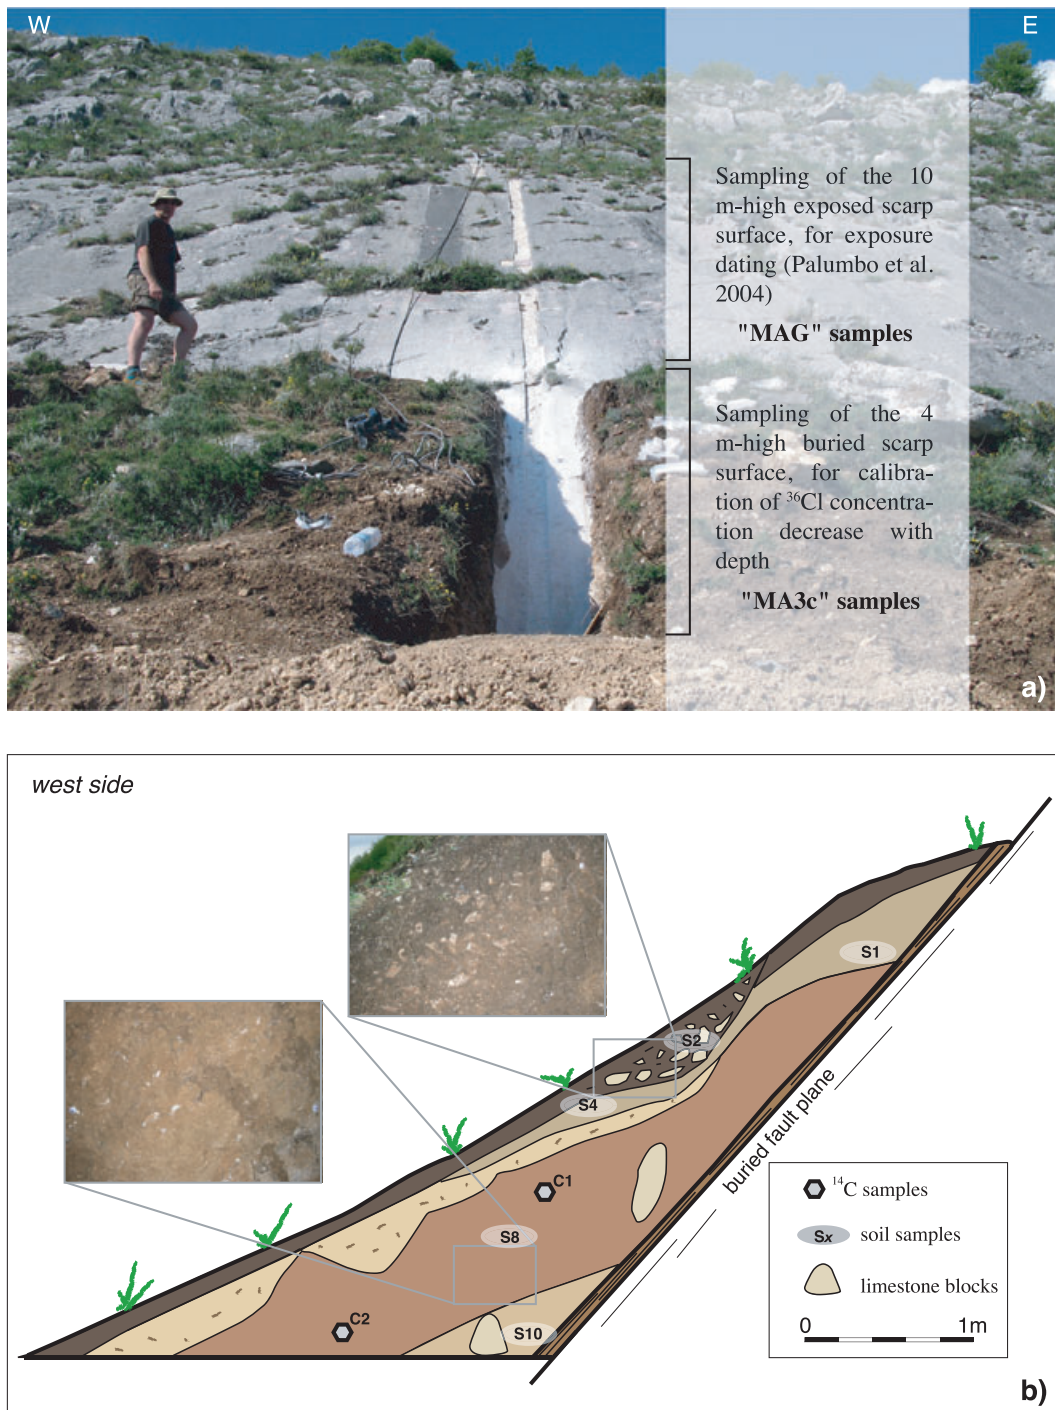 W
E
Sampling of the 10
m-high exposed scarp
surface, for exposure
dating (Palumbo et al.
2004)
"MAG" samples
Sampling of the 4
m-high buried scarp
surface, for calibra-
tion of ³⁶Cl concentra-
tion decrease with
depth
"MA3c" samples
a)
west side
S1
S2
S4
C1
S8
C2
S10
buried fault plane
¹⁴C samples
Sx soil samples
limestone blocks
0 1m
b)